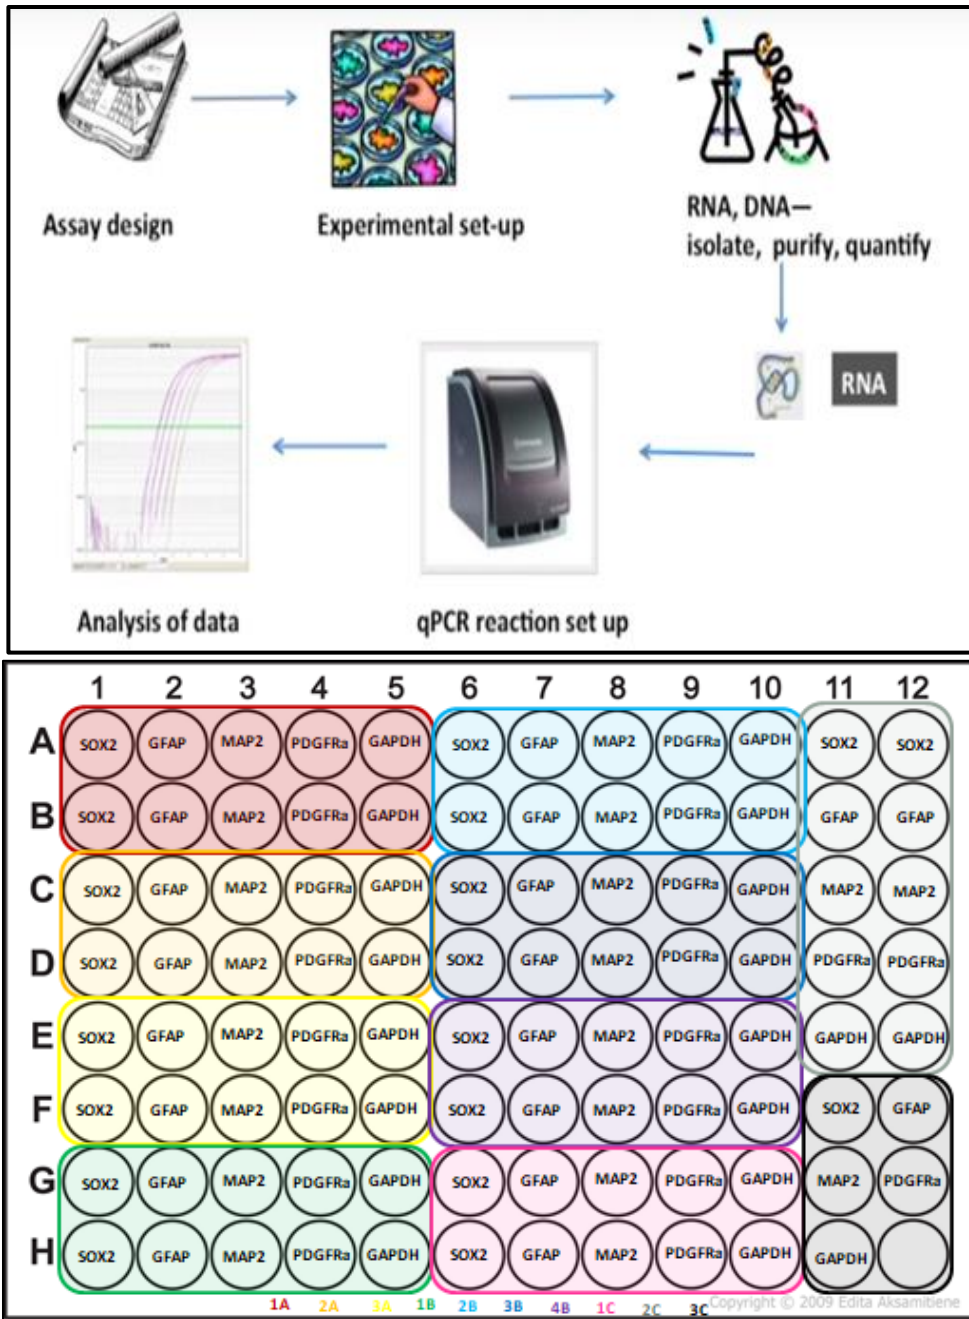 Assay design
Experimental set-up
RNA, DNA—
isolate, purify, quantify
RNA
Analysis of data
qPCR reaction set up
1 2 3 4 5 6 7 8 9 10 11 12
A SOX2 GFAP MAP2 PDGFRa GAPDH SOX2 GFAP MAP2 PDGFRa GAPDH SOX2 SOX2
B SOX2 GFAP MAP2 PDGFRa GAPDH SOX2 GFAP MAP2 PDGFRa GAPDH GFAP GFAP
C SOX2 GFAP MAP2 PDGFRa GAPDH SOX2 GFAP MAP2 PDGFRa GAPDH MAP2 MAP2
D SOX2 GFAP MAP2 PDGFRa GAPDH SOX2 GFAP MAP2 PDGFRa GAPDH PDGFRa PDGFRa
E SOX2 GFAP MAP2 PDGFRa GAPDH SOX2 GFAP MAP2 PDGFRa GAPDH GAPDH GAPDH
F SOX2 GFAP MAP2 PDGFRa GAPDH SOX2 GFAP MAP2 PDGFRa GAPDH SOX2 GFAP
G SOX2 GFAP MAP2 PDGFRa GAPDH SOX2 GFAP MAP2 PDGFRa GAPDH MAP2 PDGFRa
H SOX2 GFAP MAP2 PDGFRa GAPDH SOX2 GFAP MAP2 PDGFRa GAPDH GAPDH
1A 2A 3A 1B 2B 3B 4B 1C 2C 3C
Copyright © 2009 Edita Aksamitiene